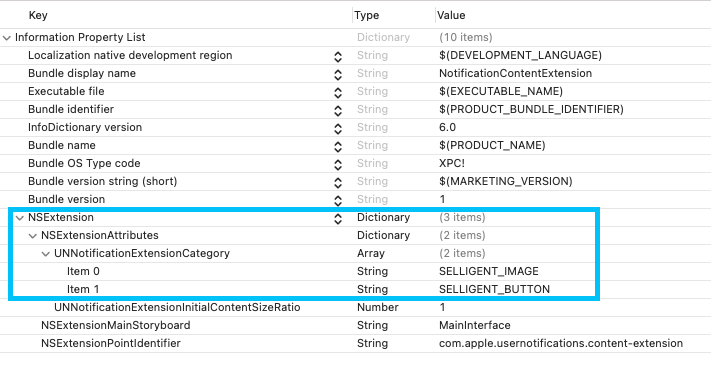 Key Type Value
Information Property List Dictionary (10 items)
Localization native development region String $(DEVELOPMENT_LANGUAGE)
Bundle display name String NotificationContentExtension
Executable file String $(EXECUTABLE_NAME)
Bundle identifier String $(PRODUCT_BUNDLE_IDENTIFIER)
InfoDictionary version String 6.0
Bundle name String $(PRODUCT_NAME)
Bundle OS Type code String XPC!
Bundle version string (short) String $(MARKETING_VERSION)
Bundle version String 1
NSExtension Dictionary (3 items)
NSExtensionAttributes Dictionary (2 items)
UNNotificationExtensionCategory Array (2 items)
Item 0 String SELLIGENT_IMAGE
Item 1 String SELLIGENT_BUTTON
UNNotificationExtensionInitialContentSizeRatio Number 1
NSExtensionMainStoryboard String MainInterface
NSExtensionPointIdentifier String com.apple.usernotifications.content-extension